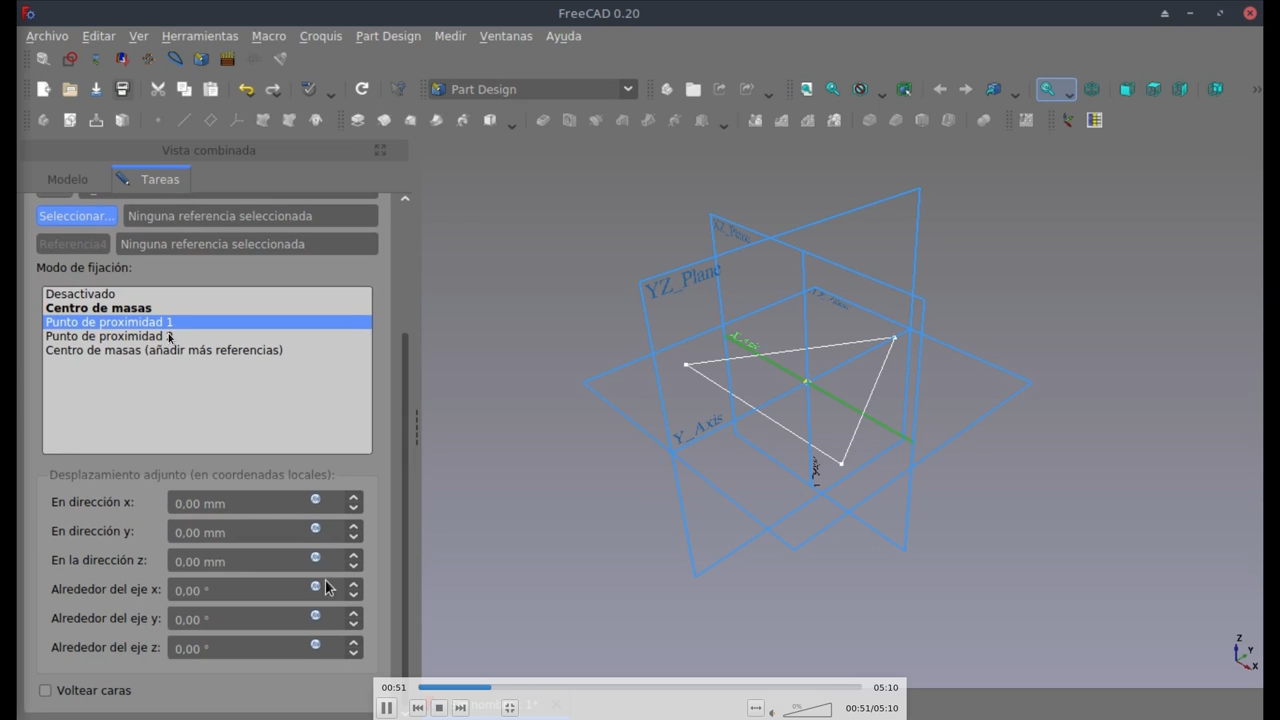 FreeCAD 0.20
Archivo Editar Ver Herramientas Macro Croquis Part Design Medir Ventanas Ayuda
Part Design
Vista combinada
Modelo Tareas
Seleccionar... Ninguna referencia seleccionada
Referencia4 Ninguna referencia seleccionada
Modo de fijación:
Desactivado
Centro de masas
Punto de proximidad 1
Punto de proximidad
Centro de masas (añadir más referencias)
Desplazamiento adjunto (en coordenadas locales):
En dirección x: 0,00 mm
En dirección y: 0,00 mm
En la dirección z: 0,00 mm
Alrededor del eje x: 0,00 °
Alrededor del eje y: 0,00 °
Alrededor del eje z: 0,00 °
Voltear caras
YZ_Plane
Y_Axis
Z
Y
X
00:51 05:10
0% 00:51/05:10